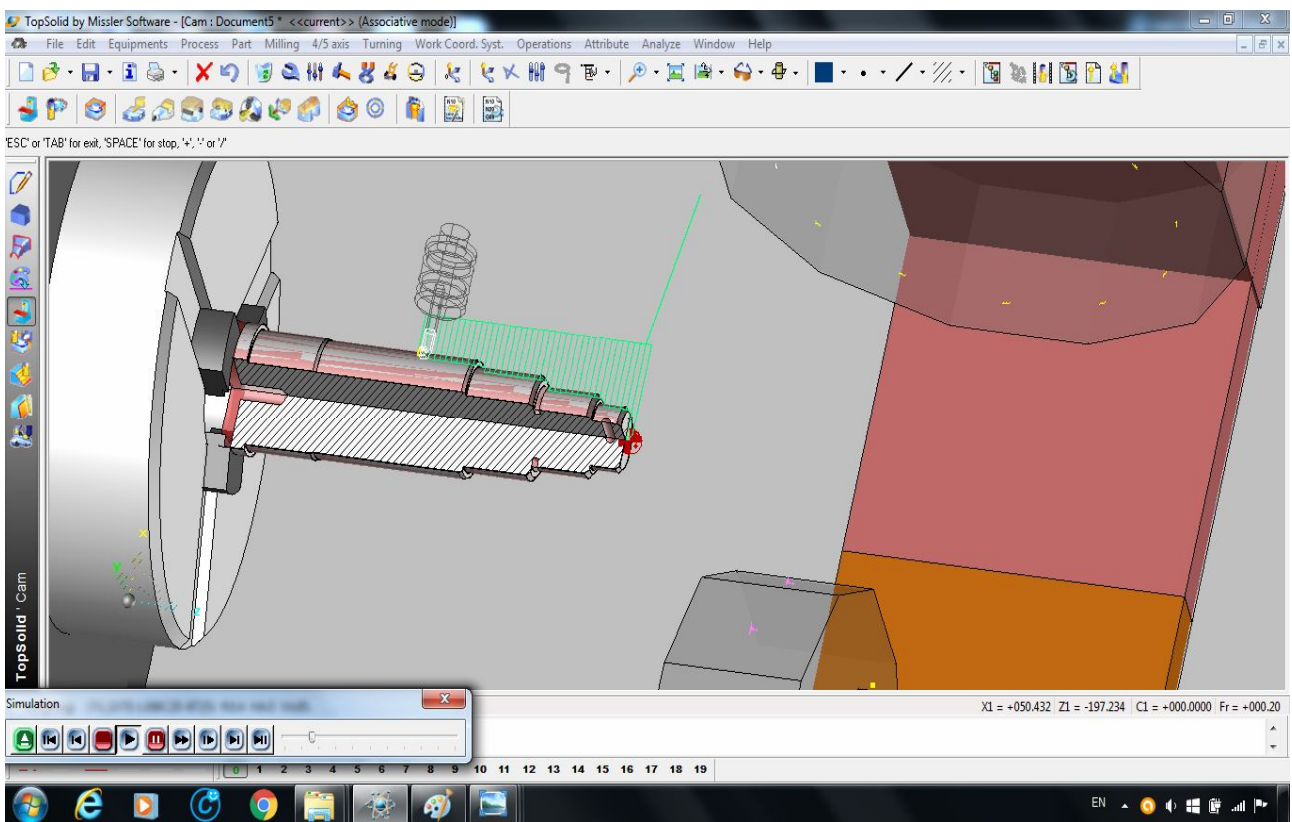 TopSolid by Missler Software - [Cam : Document5 * <<current>> (Associative mode)]
File Edit Equipments Process Part Milling 4/5 axis Turning Work Coord. Syst. Operations Attribute Analyze Window Help
'ESC' or 'TAB' for exit, 'SPACE' for stop, '+', '-' or '/'
x
y
z
TopSolid 'Cam
Simulation
X1 = +050.432 Z1 = -197.234 C1 = +000.0000 Fr = +000.20
0 1 2 3 4 5 6 7 8 9 10 11 12 13 14 15 16 17 18 19
EN